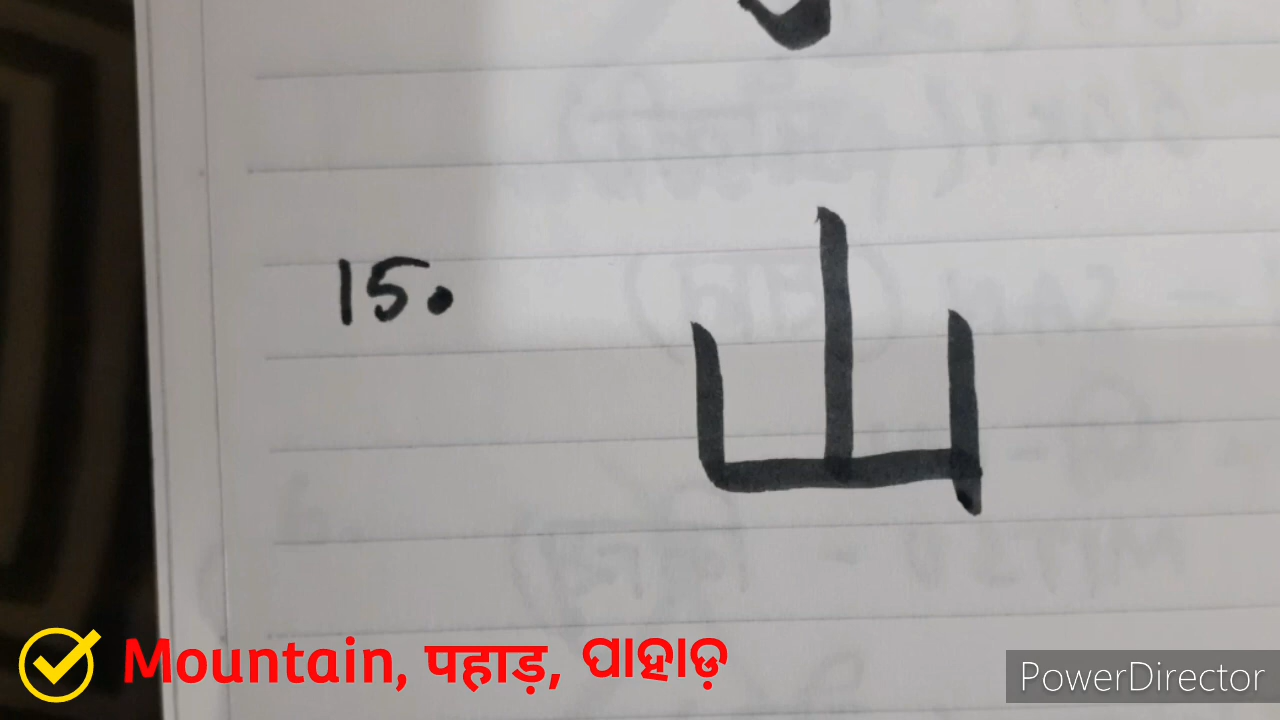 15. 山
Mountain, पहाड़, ପାହାଡ଼
PowerDirector